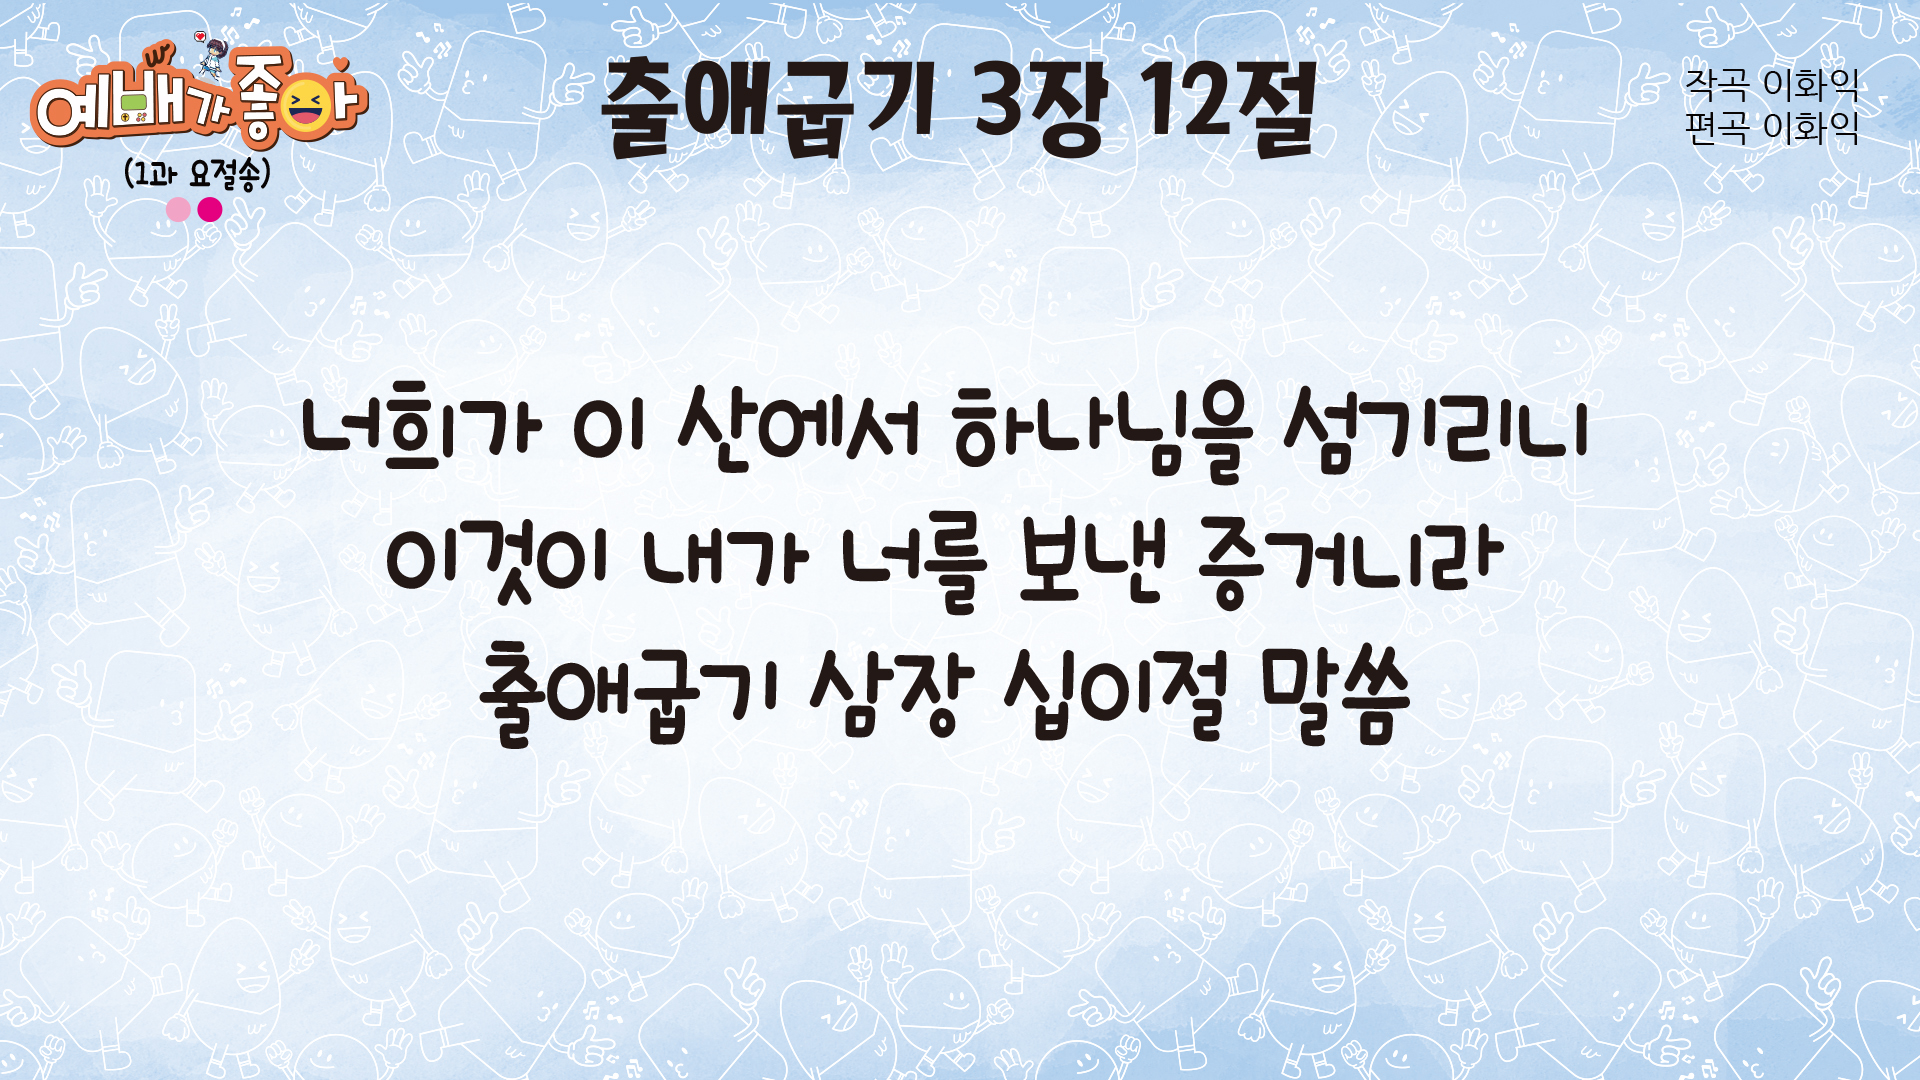 예배가 좋아
(1과 요절송)
출애굽기 3장 12절
작곡 이화익
편곡 이화익
너희가 이 산에서 하나님을 섬기리니
이것이 내가 너를 보낸 증거니라
출애굽기 삼장 십이절 말씀